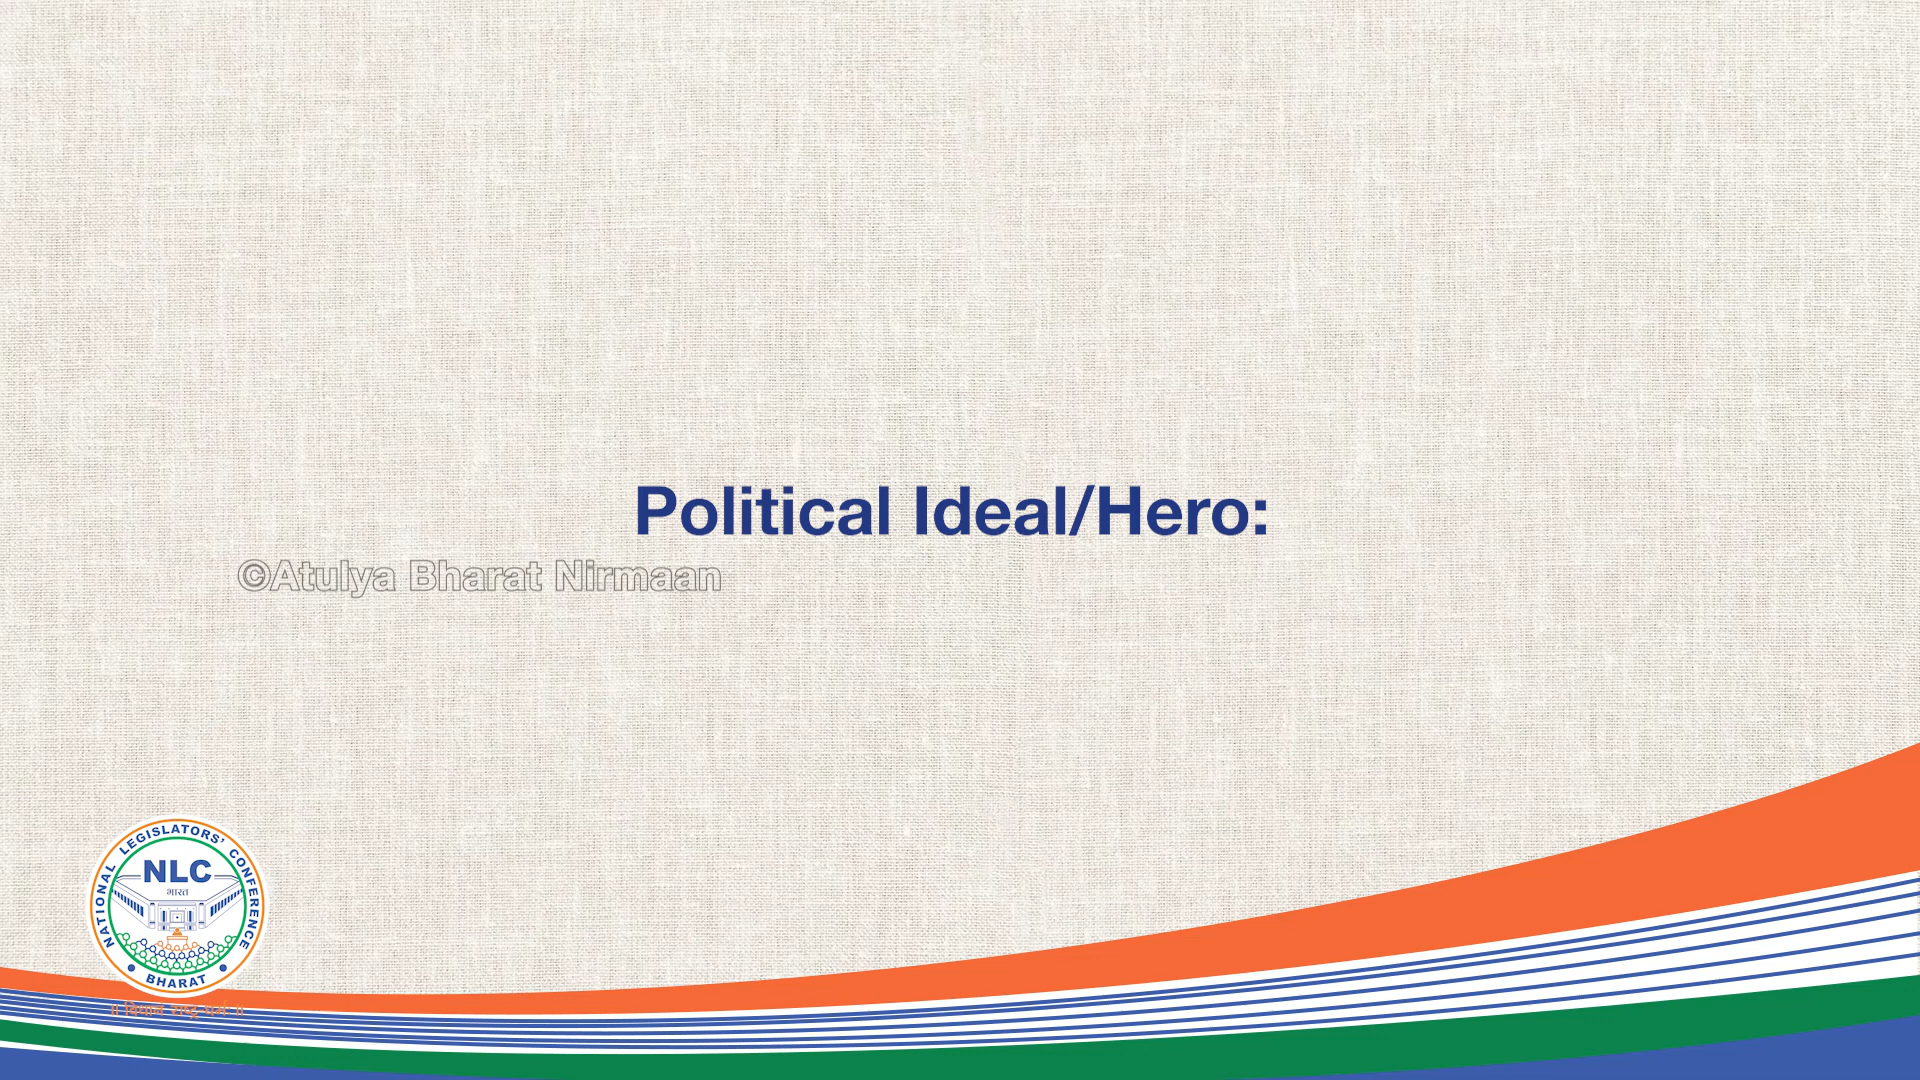 Political Ideal/Hero:
©Atulya Bharat Nirmaan
NATIONAL LEGISLATORS' CONFERENCE
NLC
भारत
BHARAT